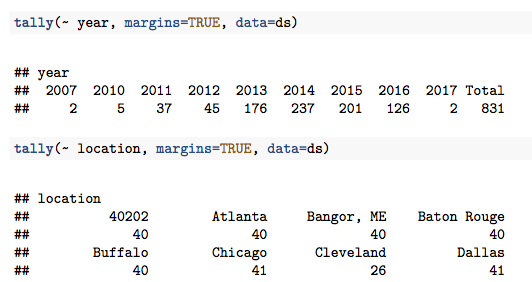 tally(~ year, margins=TRUE, data=ds)
## year
## 2007 2010 2011 2012 2013 2014 2015 2016 2017 Total
## 2 5 37 45 176 237 201 126 2 831
tally(~ location, margins=TRUE, data=ds)
## location
## 40202 Atlanta Bangor, ME Baton Rouge
## 40 40 40 40
## Buffalo Chicago Cleveland Dallas
## 40 41 26 41